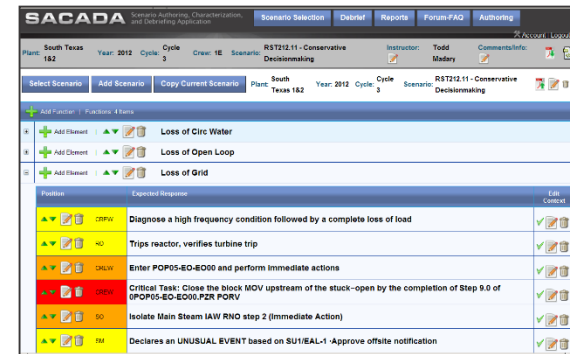 SACADA Scenario Authoring, Characterization, and Debriefing Application
Scenario Selection Debrief Reports Forum-FAQ Authoring
Account Logout
Plant: South Texas 1&2 Year: 2012 Cycle: Cycle 3 Crew: 1E Scenario: RST212.11 - Conservative Decisionmaking Instructor: Todd Madary Comments/Info:
Select Scenario Add Scenario Copy Current Scenario Plant: South Texas 1&2 Year: 2012 Cycle: Cycle 3 Scenario: RST212.11 - Conservative Decisionmaking
Add Function | Functions: 4 Items
Add Element Loss of Circ Water
Add Element Loss of Open Loop
Add Element Loss of Grid
Position Expected Response Edit Context
CREW Diagnose a high frequency condition followed by a complete loss of load
RO Trips reactor, verifies turbine trip
CREW Enter POP05-EO-EO00 and perform immediate actions
CREW Critical Task: Close the block MOV upstream of the stuck-open by the completion of Step 9.0 of
0POP05-EO-EO00.PZR PORV
SO Isolate Main Steam IAW RNO step 2 (Immediate Action)
SM Declares an UNUSUAL EVENT based on SU1/EAL-1 -Approve offsite notification